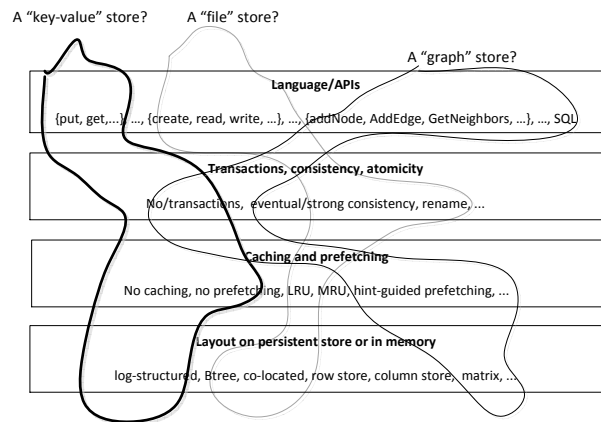 A "key-value" store?
A "file" store?
A "graph" store?
Language/APIs
{put, get,...}, ..., {create, read, write, ...}, ..., {addNode, AddEdge, GetNeighbors, ...}, ..., SQL
Transactions, consistency, atomicity
No/transactions, eventual/strong consistency, rename, ...
Caching and prefetching
No caching, no prefetching, LRU, MRU, hint-guided prefetching, ...
Layout on persistent store or in memory
log-structured, Btree, co-located, row store, column store, matrix, ...